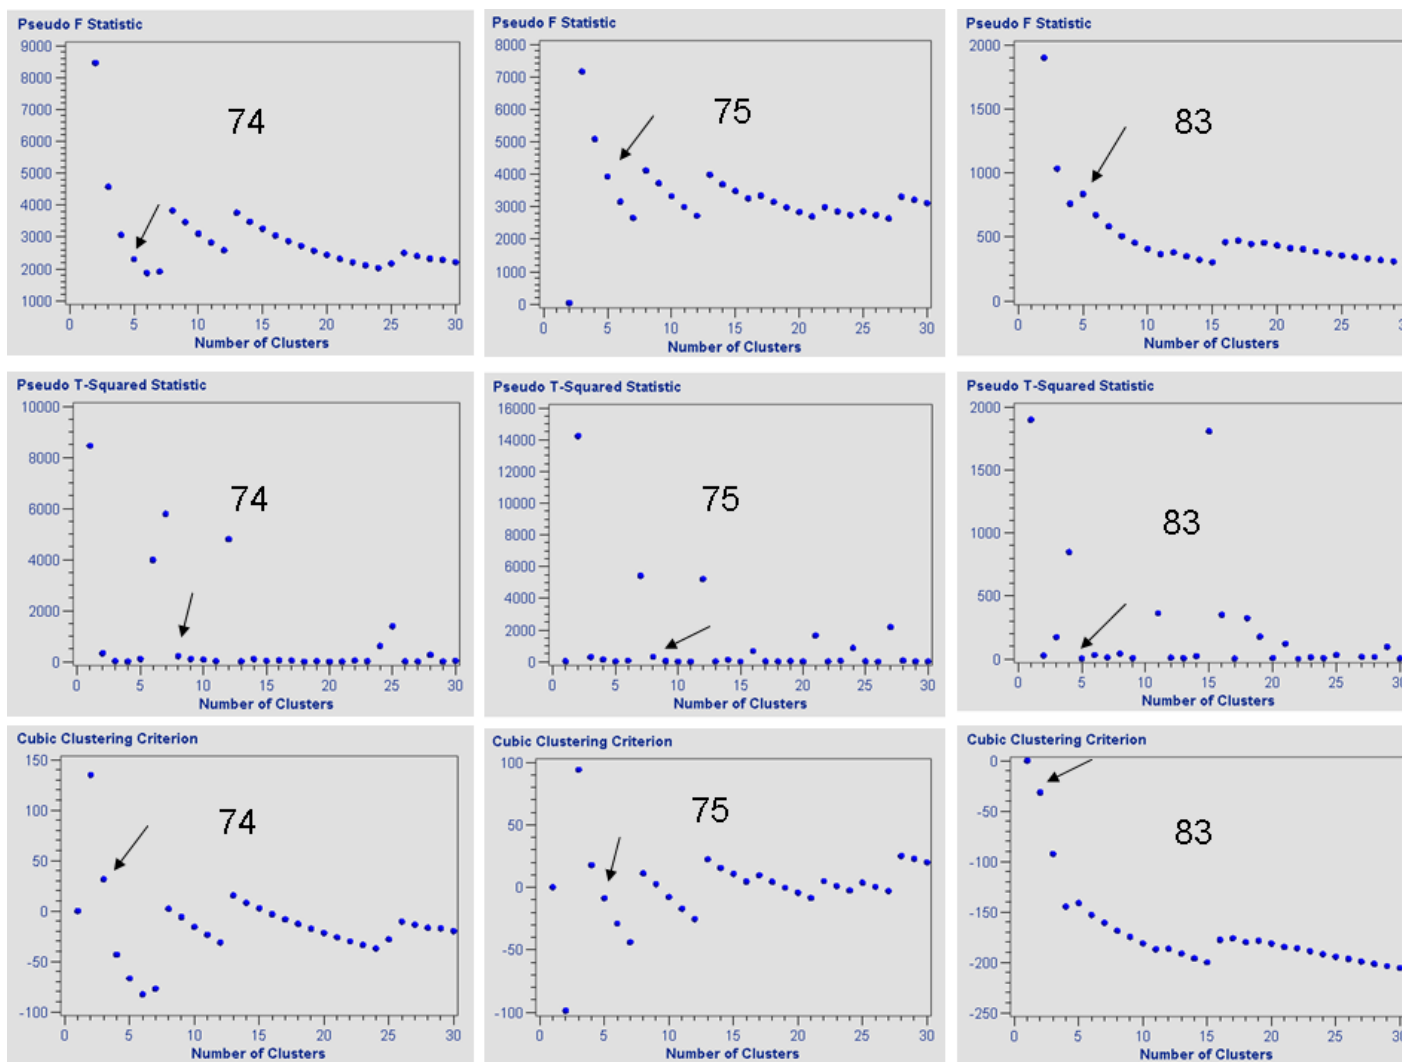 Pseudo F Statistic
9000
8000
7000
6000
5000
4000
3000
2000
1000
74
0 5 10 15 20 25 30
Number of Clusters
Pseudo F Statistic
8000
7000
6000
5000
4000
3000
2000
1000
0
75
0 5 10 15 20 25 30
Number of Clusters
Pseudo F Statistic
2000
1500
1000
500
0
83
0 5 10 15 20 25 30
Number of Clusters
Pseudo T-Squared Statistic
10000
8000
6000
4000
2000
0
74
0 5 10 15 20 25 30
Number of Clusters
Pseudo T-Squared Statistic
16000
14000
12000
10000
8000
6000
4000
2000
0
75
0 5 10 15 20 25 30
Number of Clusters
Pseudo T-Squared Statistic
2000
1500
1000
500
0
83
0 5 10 15 20 25 30
Number of Clusters
Cubic Clustering Criterion
150
100
50
0
-50
-100
74
0 5 10 15 20 25 30
Number of Clusters
Cubic Clustering Criterion
100
50
0
-50
-100
75
0 5 10 15 20 25 30
Number of Clusters
Cubic Clustering Criterion
0
-50
-100
-150
-200
-250
83
0 5 10 15 20 25 30
Number of Clusters